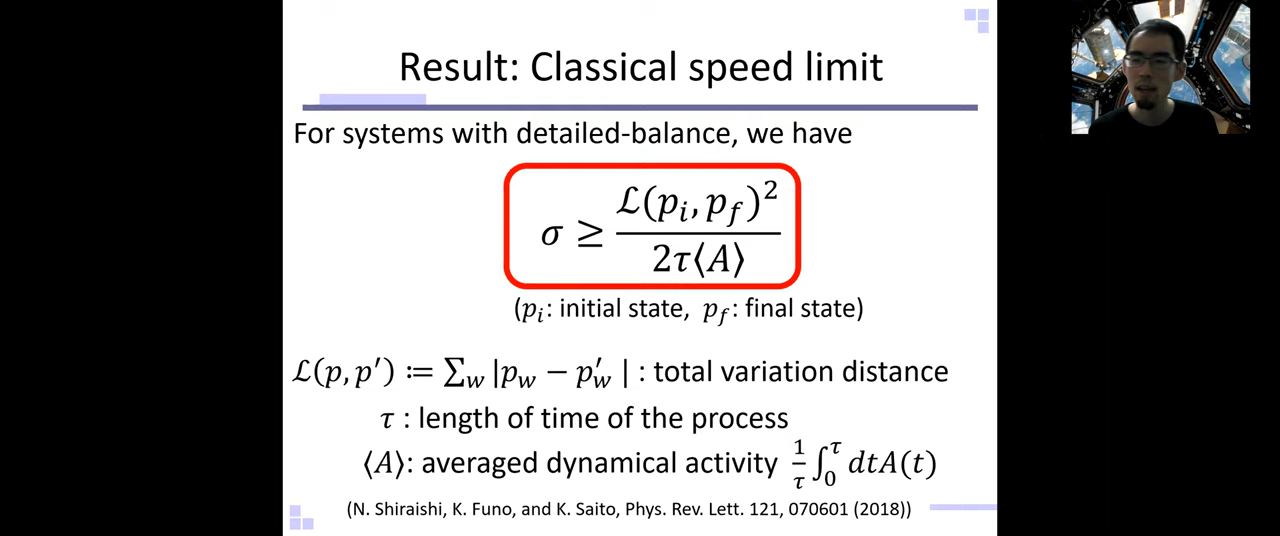 Result: Classical speed limit
For systems with detailed-balance, we have
σ ≥ ℒ(p_i, p_f)² / 2τ⟨A⟩
(p_i: initial state, p_f: final state)
ℒ(p, p′) ≔ ∑_w |p_w − p′_w| : total variation distance
τ : length of time of the process
⟨A⟩: averaged dynamical activity 1/τ ∫_0^τ dtA(t)
(N. Shiraishi, K. Funo, and K. Saito, Phys. Rev. Lett. 121, 070601 (2018))